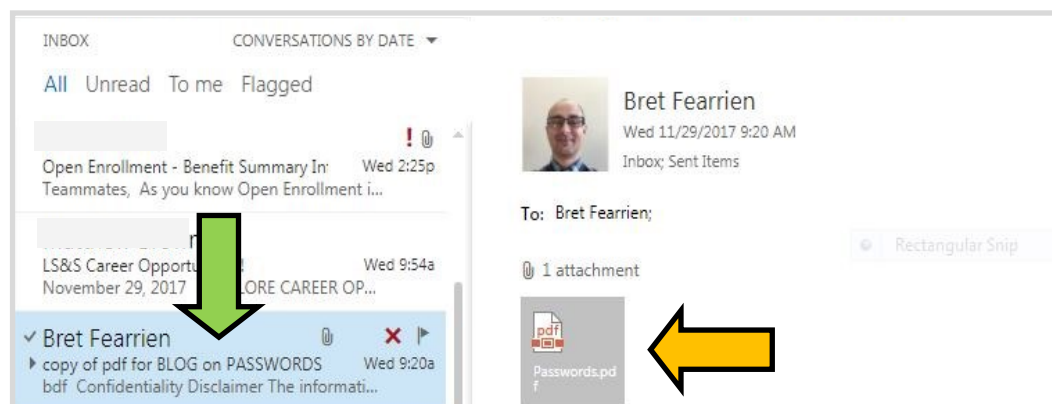 INBOX
CONVERSATIONS BY DATE
All Unread To me Flagged
!
Open Enrollment - Benefit Summary In
Wed 2:25p
Teammates, As you know Open Enrollment i...
LS&S Career
Wed 9:54a
November 29, 2017 CAREER OP...
Bret Fearrien
copy of pdf for BLOG on PASSWORDS
Wed 9:20a
bdf Confidentiality Disclaimer The informati...
Bret Fearrien
Wed 11/29/2017 9:20 AM
Inbox; Sent Items
To: Bret Fearrien;
Rectangular Snip
1 attachment
pdf
Passwords.pd
f